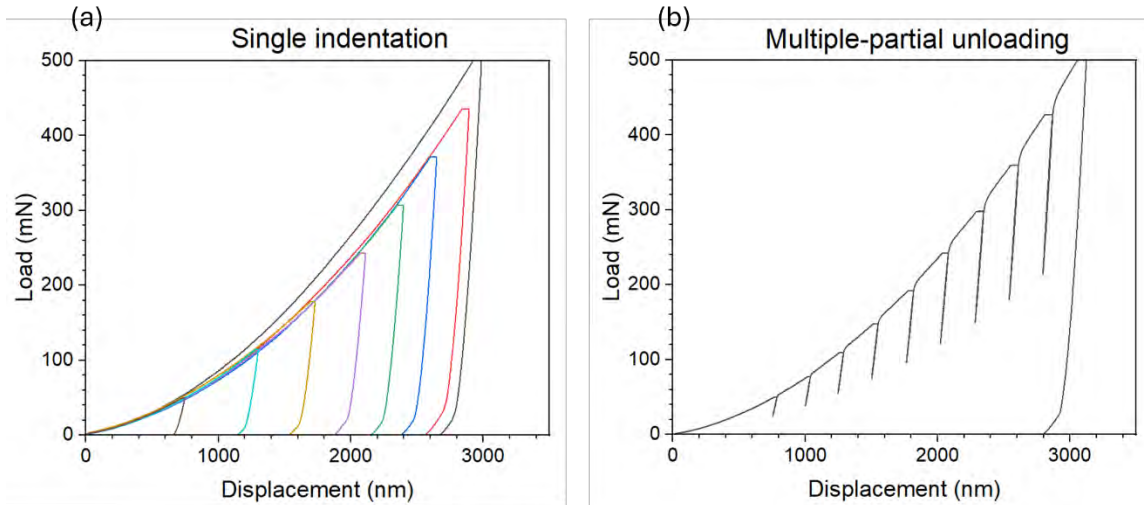 (a)
Single indentation
500
400
300
200
100
0
Load (mN)
0 1000 2000 3000
Displacement (nm)
(b)
Multiple-partial unloading
500
400
300
200
100
0
Load (mN)
0 1000 2000 3000
Displacement (nm)